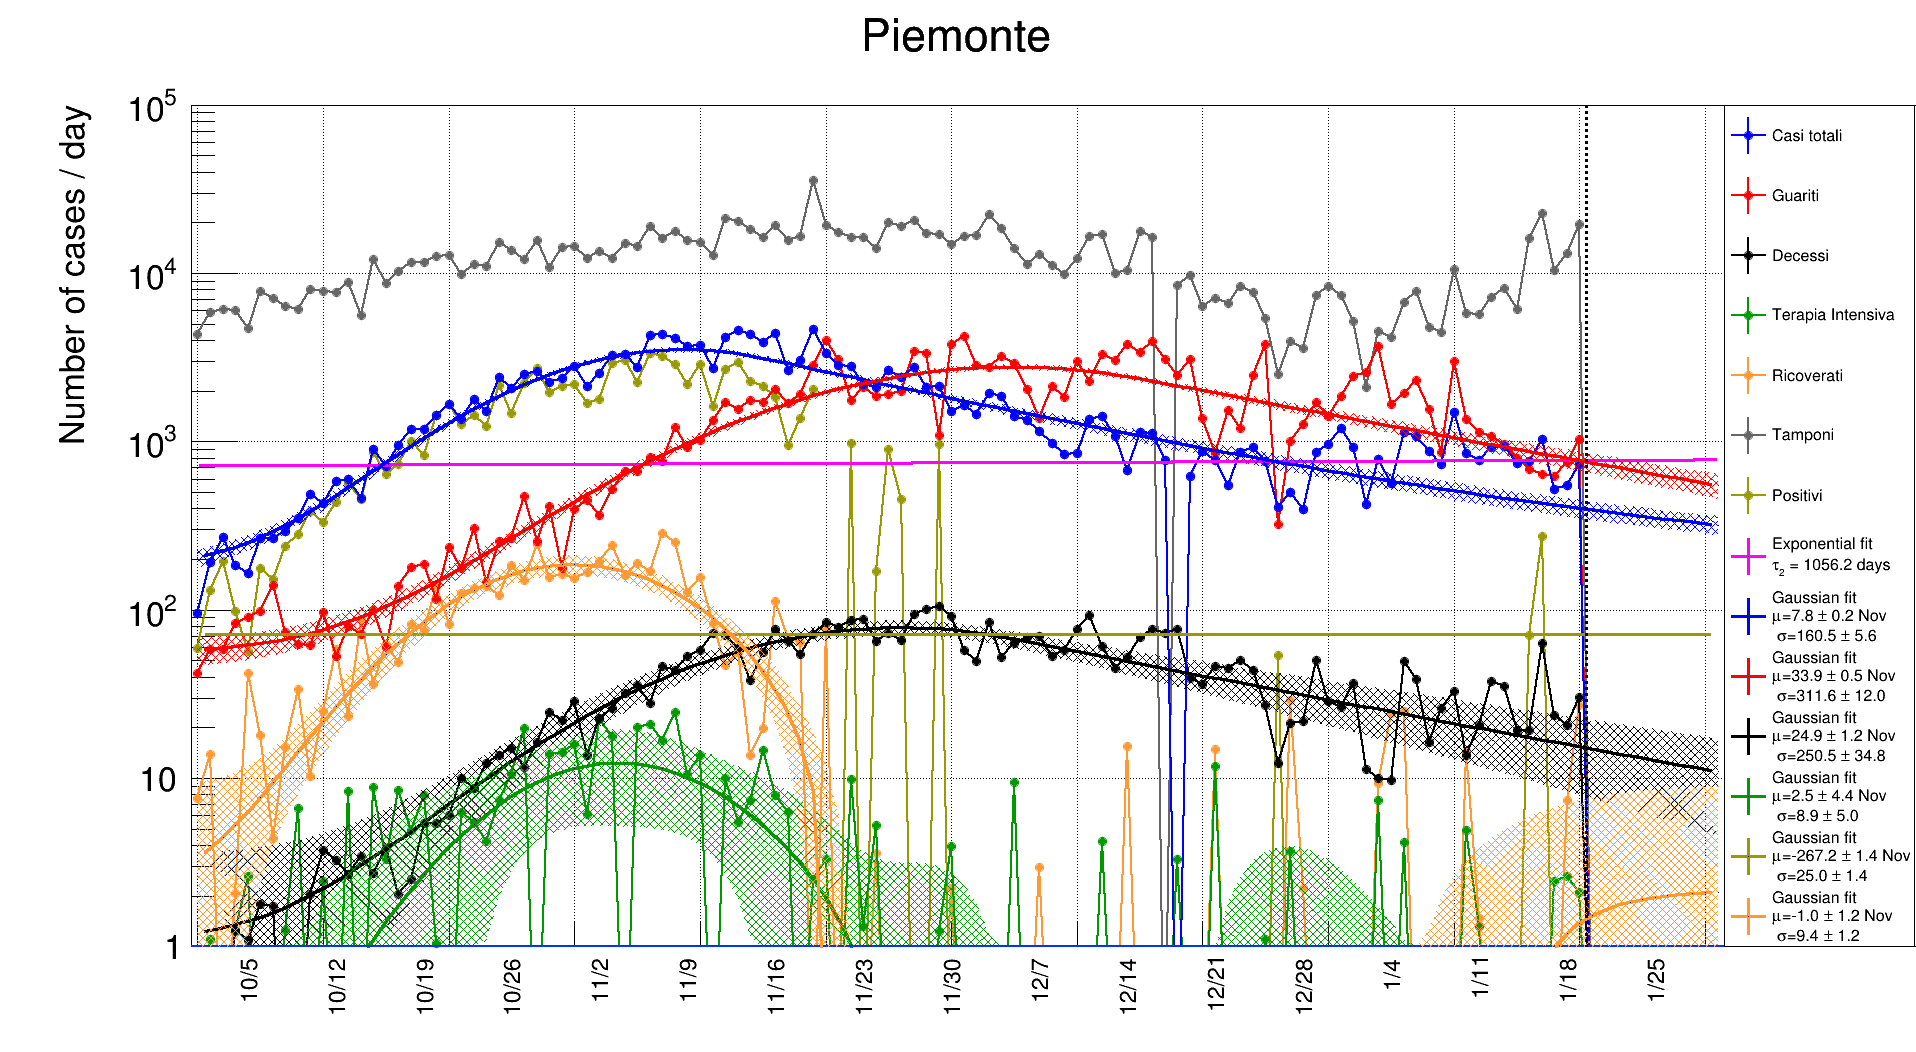 Piemonte
Number of cases / day
10^5
10^4
10^3
10^2
10
1
10/5
10/12
10/19
10/26
11/2
11/9
11/16
11/23
11/30
12/7
12/14
12/21
12/28
1/4
1/11
1/18
1/25
Casi totali
Guariti
Decessi
Terapia Intensiva
Ricoverati
Tamponi
Positivi
Exponential fit
τ₂ = 1056.2 days
Gaussian fit
μ=7.8 ± 0.2 Nov
σ=160.5 ± 5.6
Gaussian fit
μ=33.9 ± 0.5 Nov
σ=311.6 ± 12.0
Gaussian fit
μ=24.9 ± 1.2 Nov
σ=250.5 ± 34.8
Gaussian fit
μ=2.5 ± 4.4 Nov
σ=8.9 ± 5.0
Gaussian fit
μ=-267.2 ± 1.4 Nov
σ=25.0 ± 1.4
Gaussian fit
μ=-1.0 ± 1.2 Nov
σ=9.4 ± 1.2